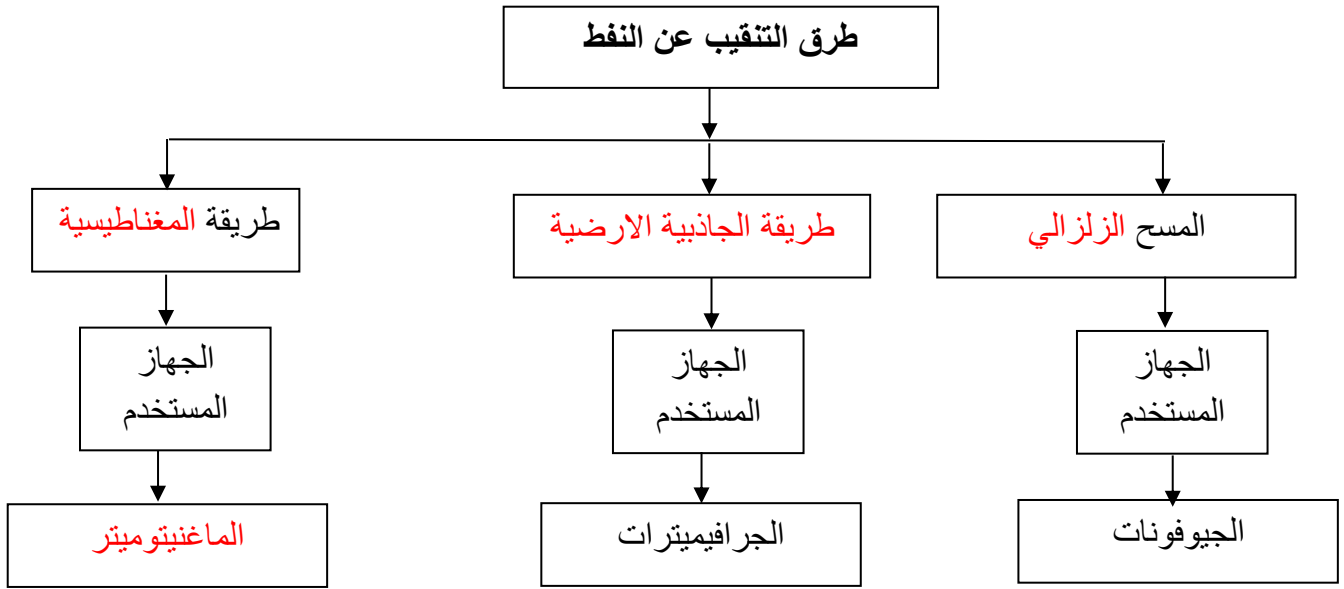 طرق التنقيب عن النفط
المسح الزلزالي
طريقة الجاذبية الارضية
طريقة المغناطيسية
الجهاز
المستخدم
الجهاز
المستخدم
الجهاز
المستخدم
الجيوفونات
الجرافيميترات
الماغنيتوميتر